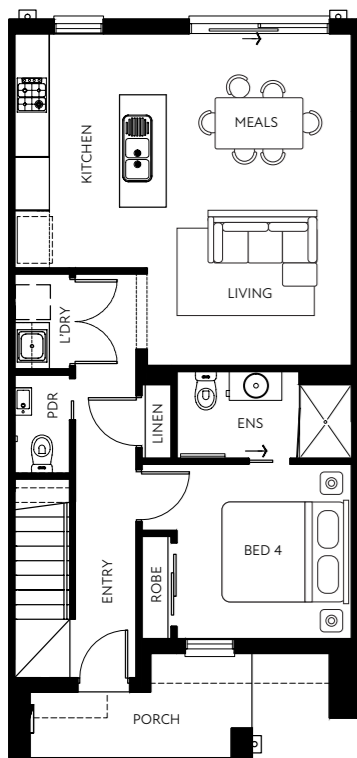 MEALS
KITCHEN
LIVING
L'DRY
PDR
LINEN
ENS
BED 4
ENTRY
ROBE
PORCH